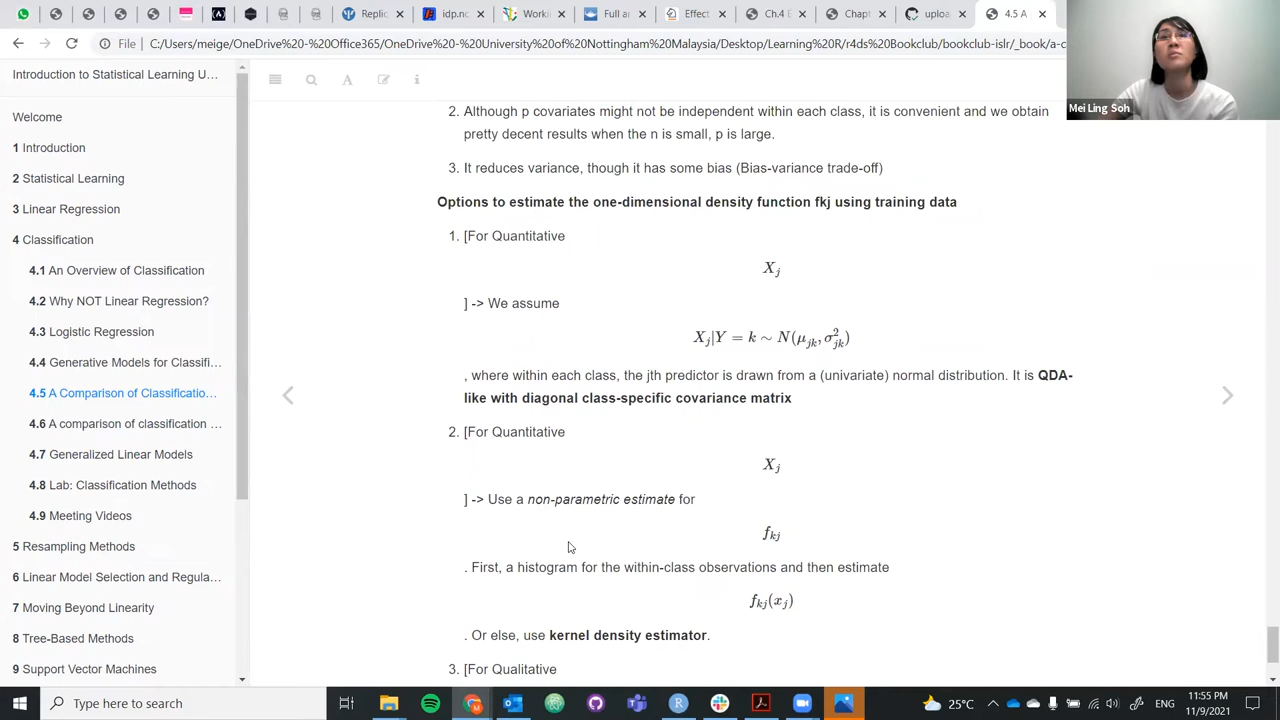 Replic
idp.nc
Workin
Full ar
Effect
Ch.4 E
Chapt
uploa
4.5 A
File C:/Users/meige/OneDrive%20-%20Office365/OneDrive%20-%20University%20of%20Nottingham%20Malaysia/Desktop/Learning%20R/r4ds%20Bookclub/bookclub-islr/_book/a-c
Mei Ling Soh
Introduction to Statistical Learning U...
Welcome
1 Introduction
2 Statistical Learning
3 Linear Regression
4 Classification
4.1 An Overview of Classification
4.2 Why NOT Linear Regression?
4.3 Logistic Regression
4.4 Generative Models for Classifi...
4.5 A Comparison of Classificatio...
4.6 A comparison of classification ...
4.7 Generalized Linear Models
4.8 Lab: Classification Methods
4.9 Meeting Videos
5 Resampling Methods
6 Linear Model Selection and Regula...
7 Moving Beyond Linearity
8 Tree-Based Methods
9 Support Vector Machines
2. Although p covariates might not be independent within each class, it is convenient and we obtain
pretty decent results when the n is small, p is large.
3. It reduces variance, though it has some bias (Bias-variance trade-off)
Options to estimate the one-dimensional density function fkj using training data
1. [For Quantitative
X_j
] -> We assume
X_j|Y = k ∼ N(μ_jk, σ²_jk)
, where within each class, the jth predictor is drawn from a (univariate) normal distribution. It is QDA-
like with diagonal class-specific covariance matrix
2. [For Quantitative
X_j
] -> Use a non-parametric estimate for
f_kj
. First, a histogram for the within-class observations and then estimate
f_kj(x_j)
. Or else, use kernel density estimator.
3. [For Qualitative
Type here to search
25°C
ENG
11:55 PM
11/9/2021